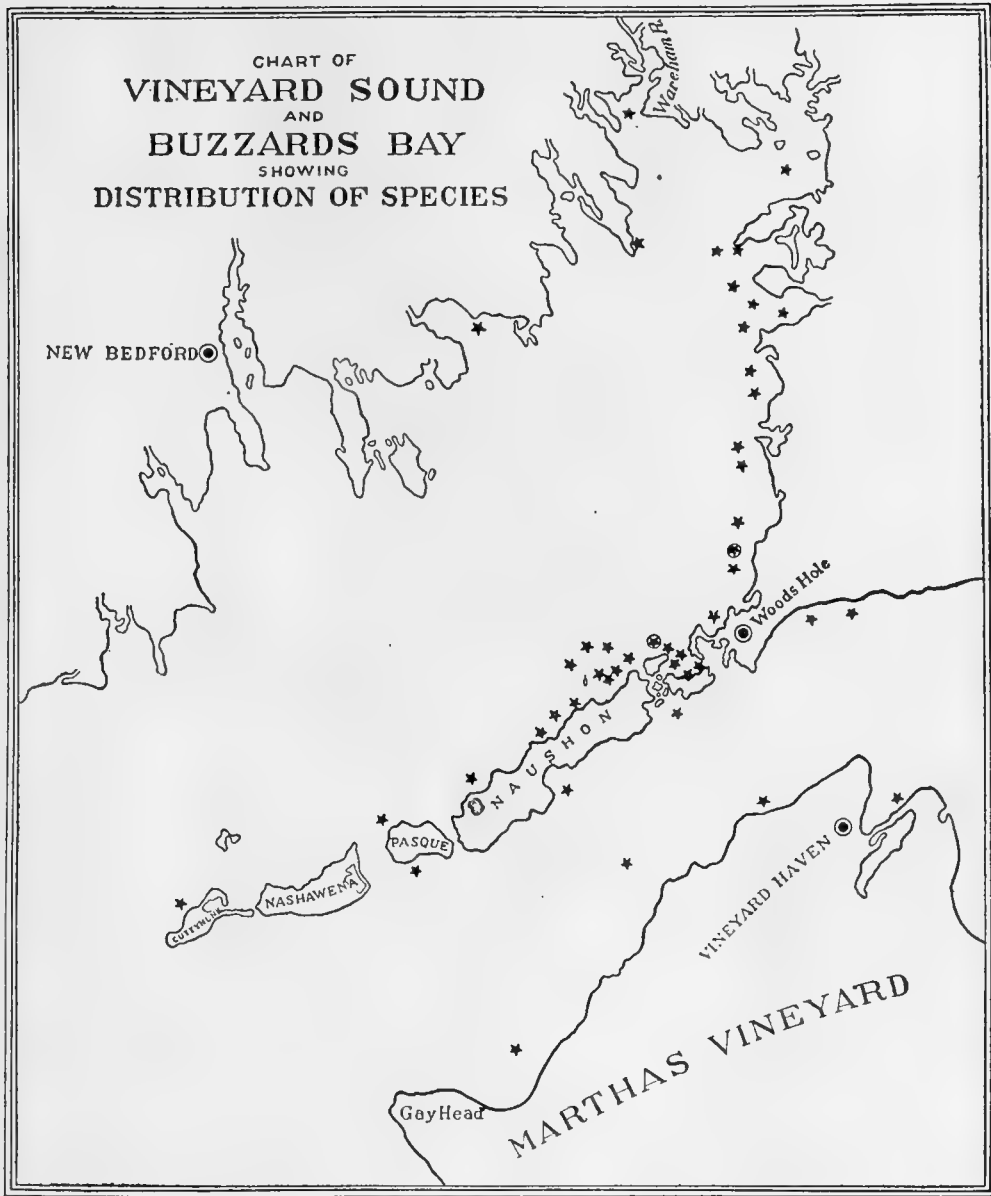 CHART OF
VINEYARD SOUND
AND
BUZZARDS BAY
SHOWING
DISTRIBUTION OF SPECIES
Wareham R.
NEW BEDFORD
Woods Hole
NAUSHON
PASQUE
NASHAWENA
CUTTYHUNK
VINEYARD HAVEN
MARTHAS VINEYARD
Gay Head